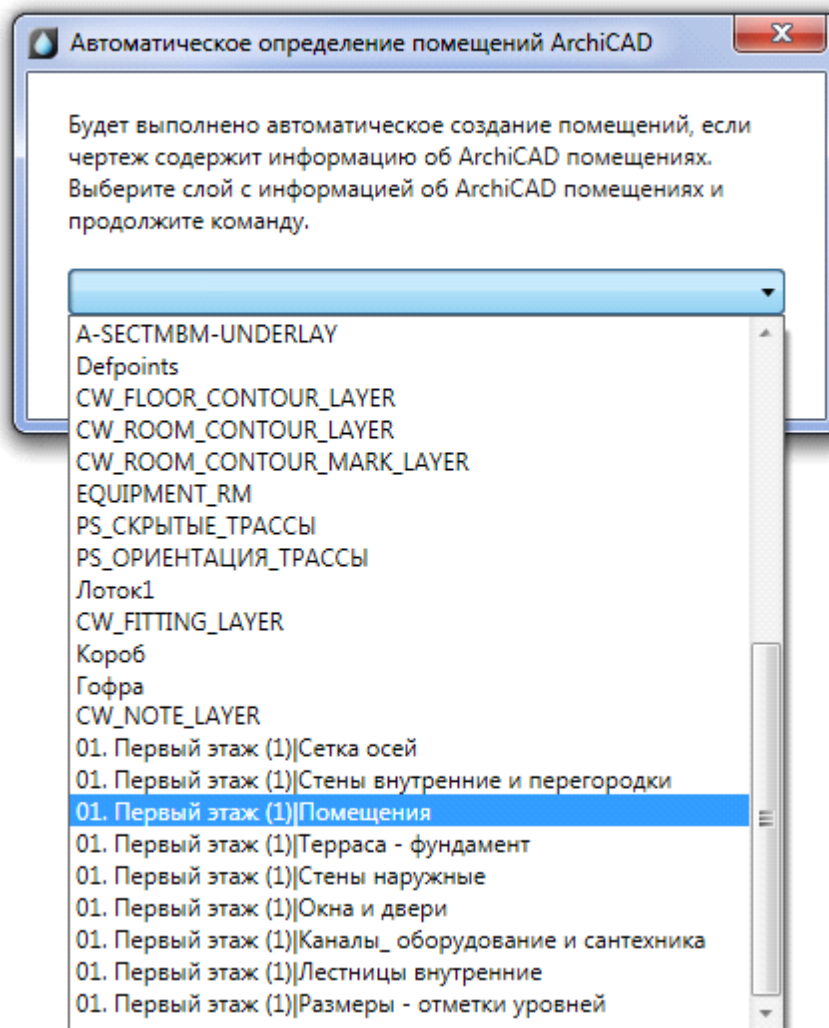 Автоматическое определение помещений ArchiCAD
Будет выполнено автоматическое создание помещений, если
чертеж содержит информацию об ArchiCAD помещениях.
Выберите слой с информацией об ArchiCAD помещениях и
продолжите команду.
A-SECTMBM-UNDERLAY
Defpoints
CW_FLOOR_CONTOUR_LAYER
CW_ROOM_CONTOUR_LAYER
CW_ROOM_CONTOUR_MARK_LAYER
EQUIPMENT_RM
PS_СКРЫТЫЕ_ТРАССЫ
PS_ОРИЕНТАЦИЯ_ТРАССЫ
Лоток1
CW_FITTING_LAYER
Короб
Гофра
CW_NOTE_LAYER
01. Первый этаж (1)|Сетка осей
01. Первый этаж (1)|Стены внутренние и перегородки
01. Первый этаж (1)|Помещения
01. Первый этаж (1)|Терраса - фундамент
01. Первый этаж (1)|Стены наружные
01. Первый этаж (1)|Окна и двери
01. Первый этаж (1)|Каналы_ оборудование и сантехника
01. Первый этаж (1)|Лестницы внутренние
01. Первый этаж (1)|Размеры - отметки уровней